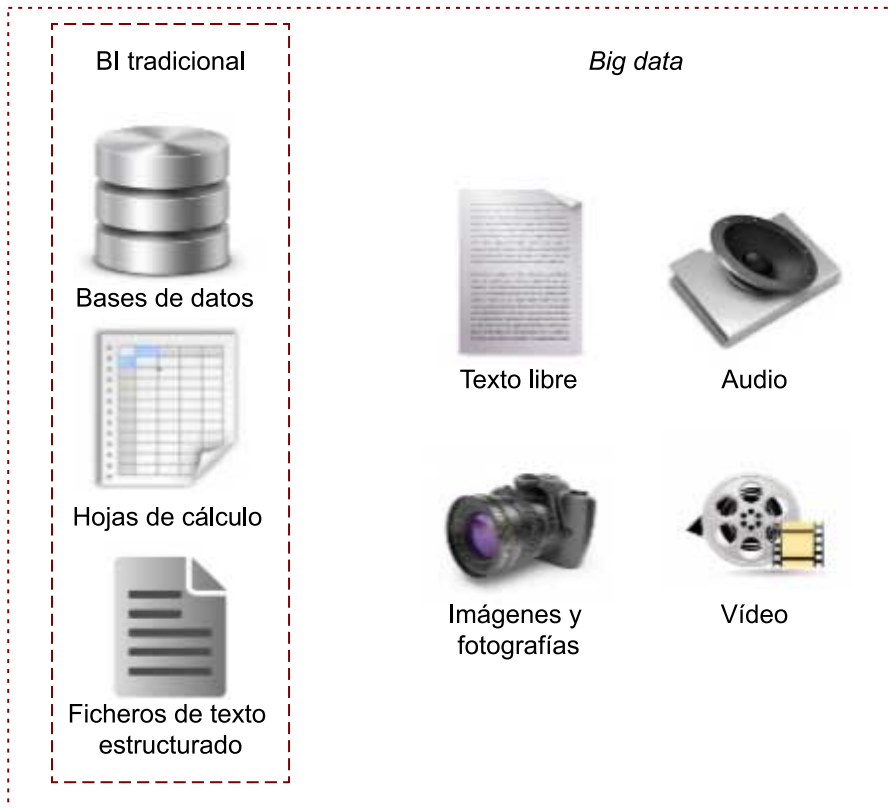 BI tradicional
Big data
Bases de datos
Hojas de cálculo
Ficheros de texto
estructurado
Texto libre
Audio
Imágenes y
fotografías
Vídeo